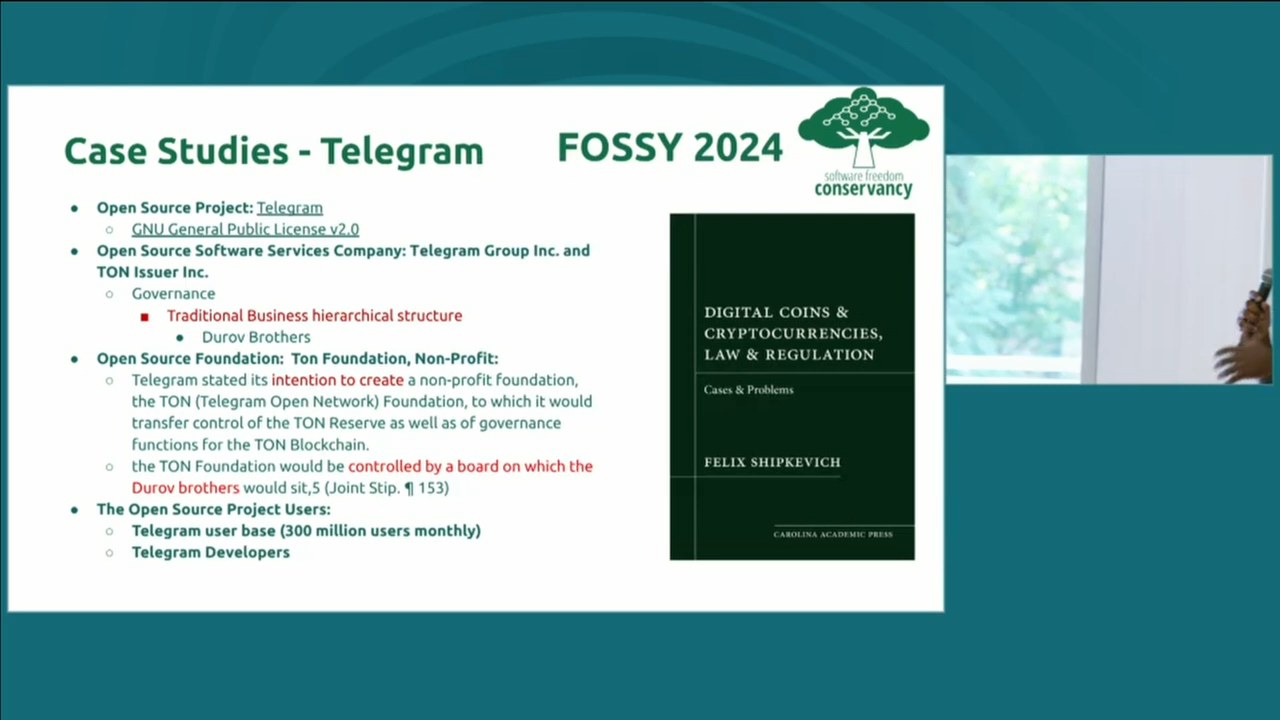 Case Studies - Telegram
FOSSY 2024
software freedom
conservancy
● Open Source Project: Telegram
○ GNU General Public License v2.0
● Open Source Software Services Company: Telegram Group Inc. and
TON Issuer Inc.
○ Governance
■ Traditional Business hierarchical structure
● Durov Brothers
● Open Source Foundation: Ton Foundation, Non-Profit:
○ Telegram stated its intention to create a non-profit foundation,
the TON (Telegram Open Network) Foundation, to which it would
transfer control of the TON Reserve as well as of governance
functions for the TON Blockchain.
○ the TON Foundation would be controlled by a board on which the
Durov brothers would sit,5 (Joint Stip. ¶ 153)
● The Open Source Project Users:
○ Telegram user base (300 million users monthly)
○ Telegram Developers
DIGITAL COINS &
CRYPTOCURRENCIES,
LAW & REGULATION
Cases & Problems
FELIX SHIPKEVICH
CAROLINA ACADEMIC PRESS